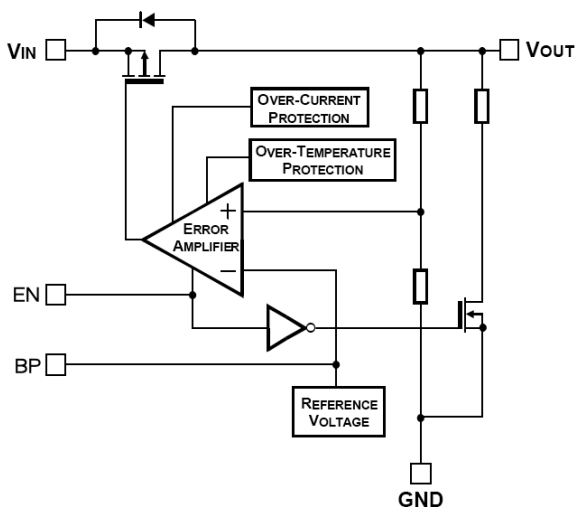 VIN
VOUT
OVER-CURRENT
PROTECTION
OVER-TEMPERATURE
PROTECTION
+
ERROR
AMPLIFIER
−
EN
BP
REFERENCE
VOLTAGE
GND